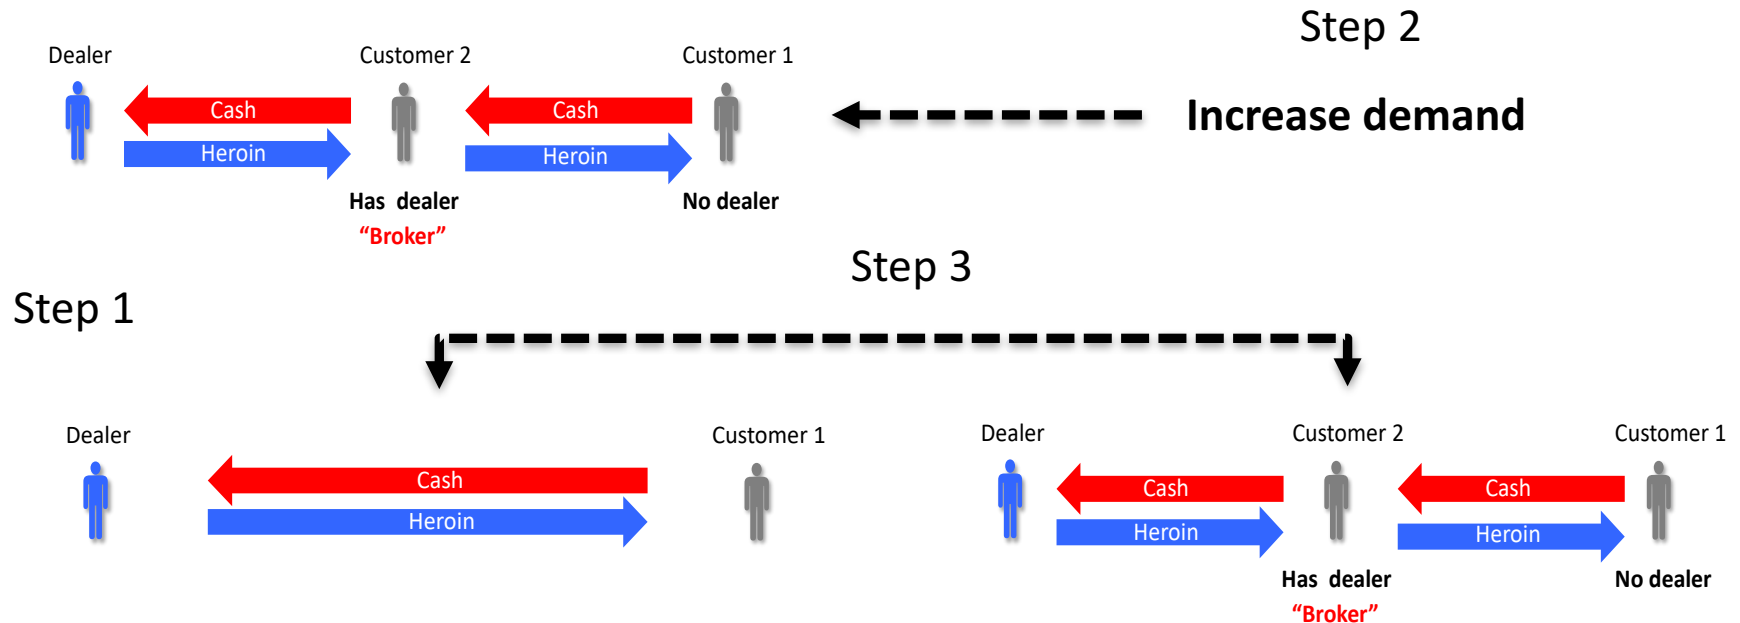 Step 2
Dealer
Customer 2
Customer 1
Cash
Cash
Increase demand
Heroin
Heroin
Has dealer
No dealer
“Broker”
Step 3
Step 1
Dealer
Customer 1
Dealer
Customer 2
Customer 1
Cash
Cash
Cash
Heroin
Heroin
Heroin
Has dealer
No dealer
“Broker”